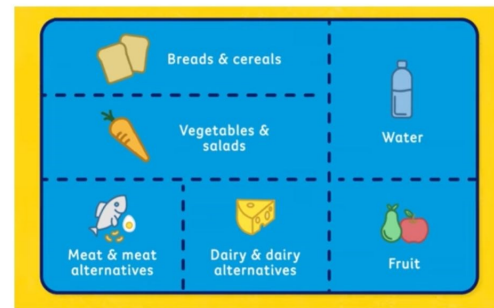 Breads & cereals
Vegetables &
salads
Water
Meat & meat
alternatives
Dairy & dairy
alternatives
Fruit